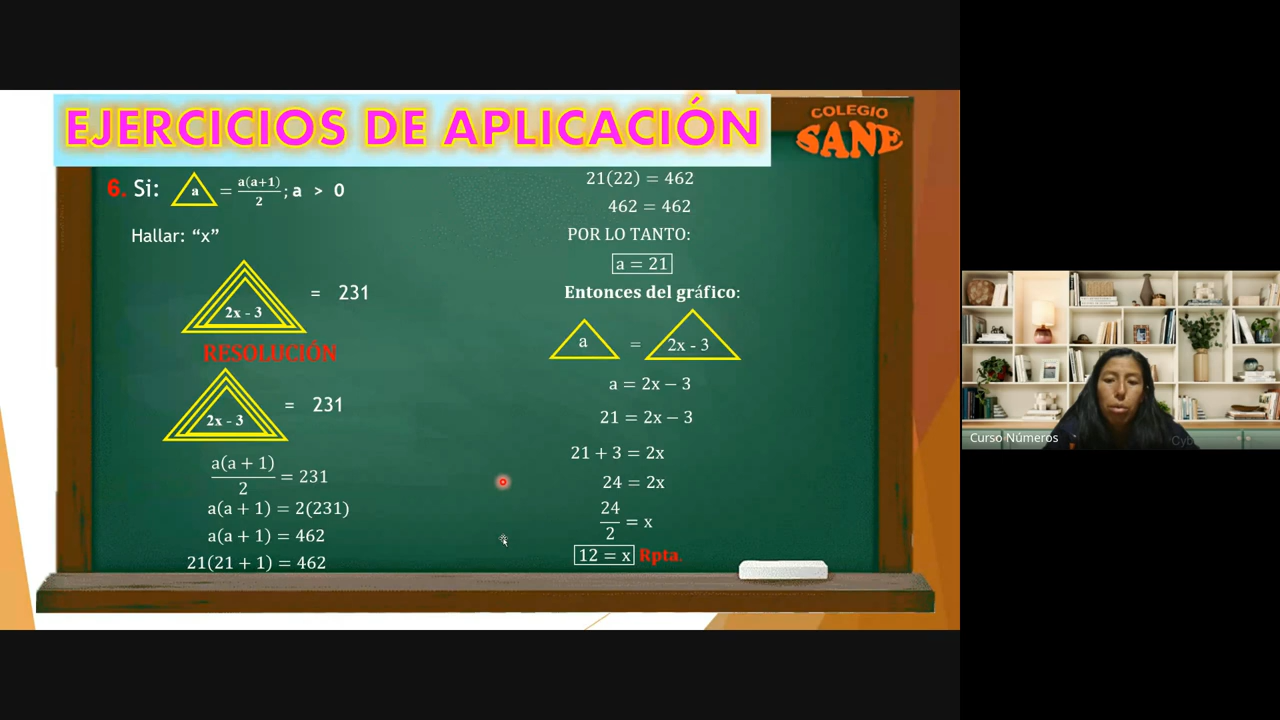 EJERCICIOS DE APLICACIÓN
COLEGIO
SANE
6. Si: a = a(a+1)/2 ; a > 0
Hallar: “x”
2x - 3 = 231
RESOLUCIÓN
2x - 3 = 231
a(a + 1)/2 = 231
a(a + 1) = 2(231)
a(a + 1) = 462
21(21 + 1) = 462
21(22) = 462
462 = 462
POR LO TANTO:
a = 21
Entonces del gráfico:
a = 2x - 3
a = 2x − 3
21 = 2x − 3
21 + 3 = 2x
24 = 2x
24/2 = x
12 = x Rpta.
Curso Números